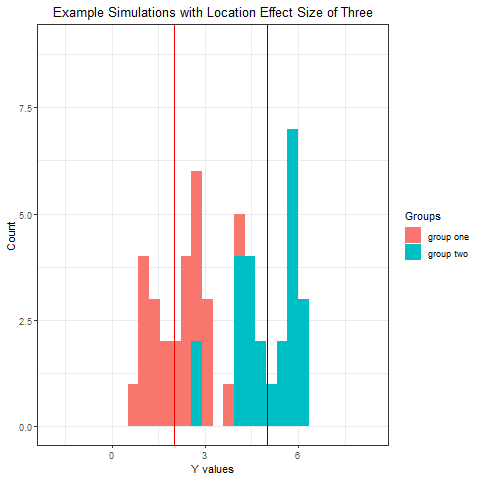 Example Simulations with Location Effect Size of Three
7.5
5.0
2.5
0.0
Count
0 3 6
Y values
Groups
group one
group two